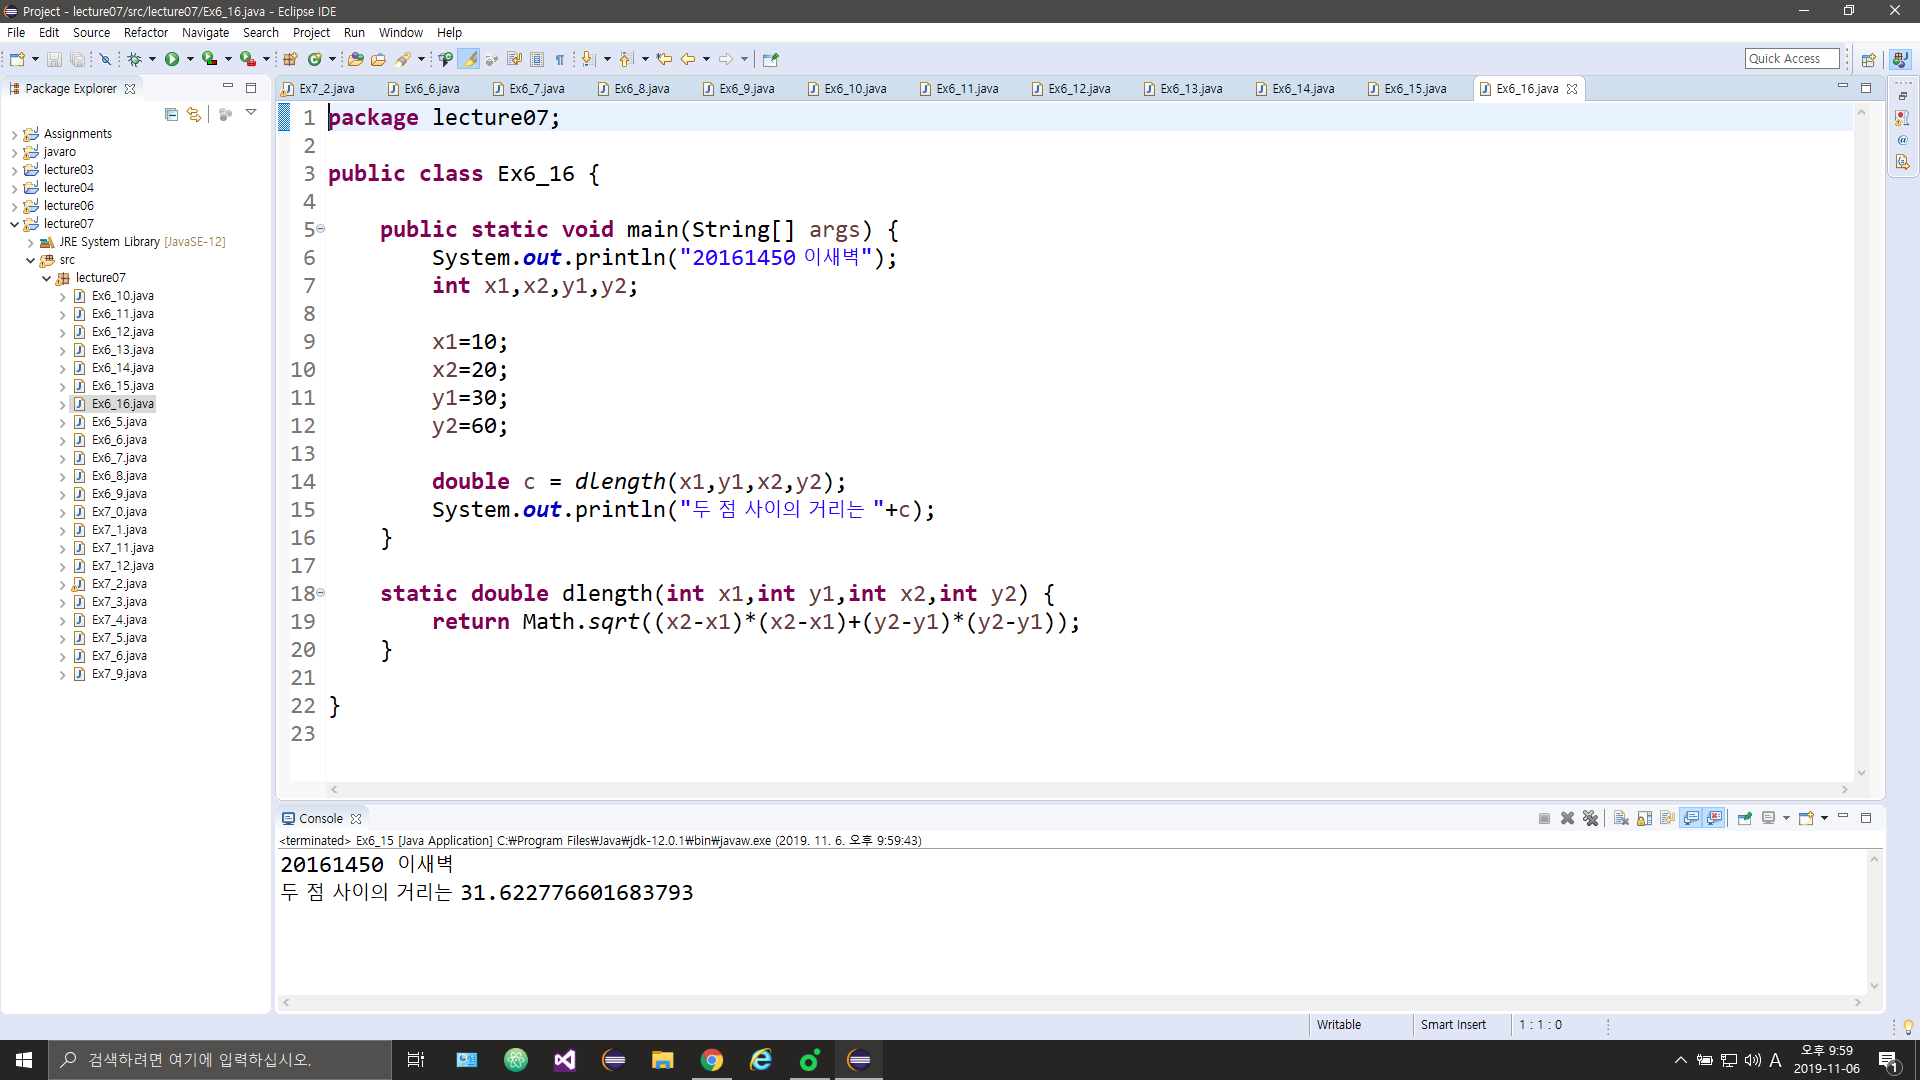 Project - lecture07/src/lecture07/Ex6_16.java - Eclipse IDE
File Edit Source Refactor Navigate Search Project Run Window Help
Quick Access
Package Explorer
Ex7_2.java Ex6_6.java Ex6_7.java Ex6_8.java Ex6_9.java Ex6_10.java Ex6_11.java Ex6_12.java Ex6_13.java Ex6_14.java Ex6_15.java Ex6_16.java
Assignments
javaro
lecture03
lecture04
lecture06
lecture07
JRE System Library [JavaSE-12]
src
lecture07
Ex6_10.java
Ex6_11.java
Ex6_12.java
Ex6_13.java
Ex6_14.java
Ex6_15.java
Ex6_16.java
Ex6_5.java
Ex6_6.java
Ex6_7.java
Ex6_8.java
Ex6_9.java
Ex7_0.java
Ex7_1.java
Ex7_11.java
Ex7_12.java
Ex7_2.java
Ex7_3.java
Ex7_4.java
Ex7_5.java
Ex7_6.java
Ex7_9.java
1 package lecture07;
2
3 public class Ex6_16 {
4
5 public static void main(String[] args) {
6 System.out.println("20161450 이새벽");
7 int x1,x2,y1,y2;
8
9 x1=10;
10 x2=20;
11 y1=30;
12 y2=60;
13
14 double c = dlength(x1,y1,x2,y2);
15 System.out.println("두 점 사이의 거리는 "+c);
16 }
17
18 static double dlength(int x1,int y1,int x2,int y2) {
19 return Math.sqrt((x2-x1)*(x2-x1)+(y2-y1)*(y2-y1));
20 }
21
22 }
23
Console
<terminated> Ex6_15 [Java Application] C:₩Program Files₩Java₩jdk-12.0.1₩bin₩javaw.exe (2019. 11. 6. 오후 9:59:43)
20161450 이새벽
두 점 사이의 거리는 31.622776601683793
Writable Smart Insert 1 : 1 : 0
검색하려면 여기에 입력하십시오.
A 오후 9:59
2019-11-06
1